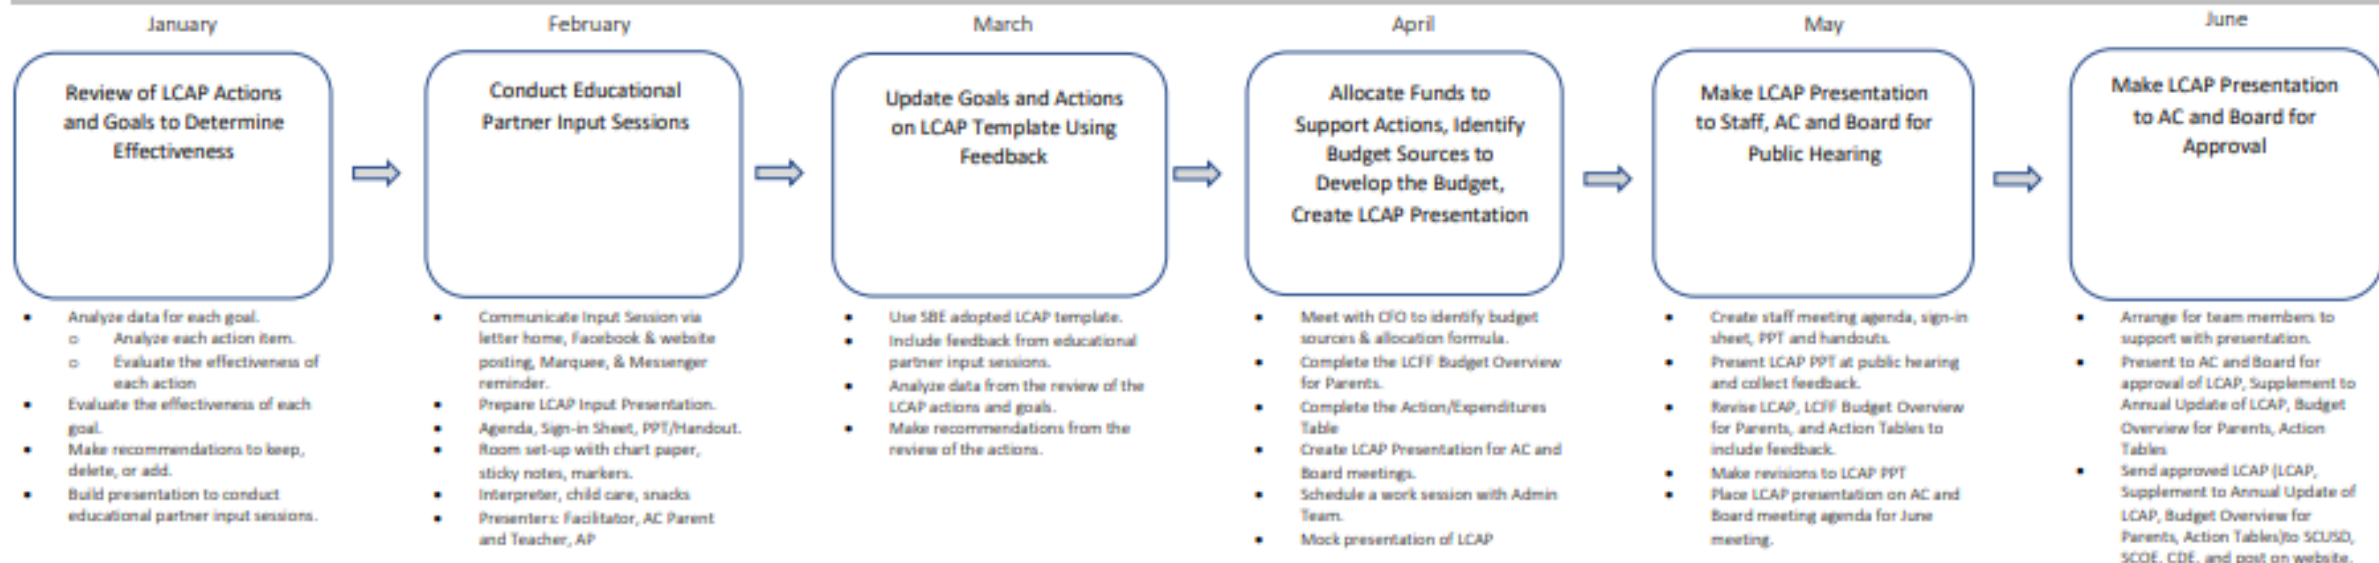 January
Review of LCAP Actions
and Goals to Determine
Effectiveness
• Analyze data for each goal.
o Analyze each action item.
o Evaluate the effectiveness of
each action
• Evaluate the effectiveness of each
goal.
• Make recommendations to keep,
delete, or add.
• Build presentation to conduct
educational partner input sessions.
February
Conduct Educational
Partner Input Sessions
• Communicate Input Session via
letter home, Facebook & website
posting, Marquee, & Messenger
reminder.
• Prepare LCAP Input Presentation.
• Agenda, Sign-in Sheet, PPT/Handout.
• Room set-up with chart paper,
sticky notes, markers.
• Interpreter, child care, snacks
• Presenters: Facilitator, AC Parent
and Teacher, AP
March
Update Goals and Actions
on LCAP Template Using
Feedback
• Use SBE adopted LCAP template.
• Include feedback from educational
partner input sessions.
• Analyze data from the review of the
LCAP actions and goals.
• Make recommendations from the
review of the actions.
April
Allocate Funds to
Support Actions, Identify
Budget Sources to
Develop the Budget,
Create LCAP Presentation
• Meet with CFO to identify budget
sources & allocation formula.
• Complete the LCFF Budget Overview
for Parents.
• Complete the Action/Expenditures
Table
• Create LCAP Presentation for AC and
Board meetings.
• Schedule a work session with Admin
Team.
• Mock presentation of LCAP
May
Make LCAP Presentation
to Staff, AC and Board for
Public Hearing
• Create staff meeting agenda, sign-in
sheet, PPT and handouts.
• Present LCAP PPT at public hearing
and collect feedback.
• Revise LCAP, LCFF Budget Overview
for Parents, and Action Tables to
include feedback.
• Make revisions to LCAP PPT
• Place LCAP presentation on AC and
Board meeting agenda for June
meeting.
June
Make LCAP Presentation
to AC and Board for
Approval
• Arrange for team members to
support with presentation.
• Present to AC and Board for
approval of LCAP, Supplement to
Annual Update of LCAP, Budget
Overview for Parents, Action
Tables
• Send approved LCAP (LCAP,
Supplement to Annual Update of
LCAP, Budget Overview for
Parents, Action Tables)to SCUSD,
SCOE, CDE, and post on website.